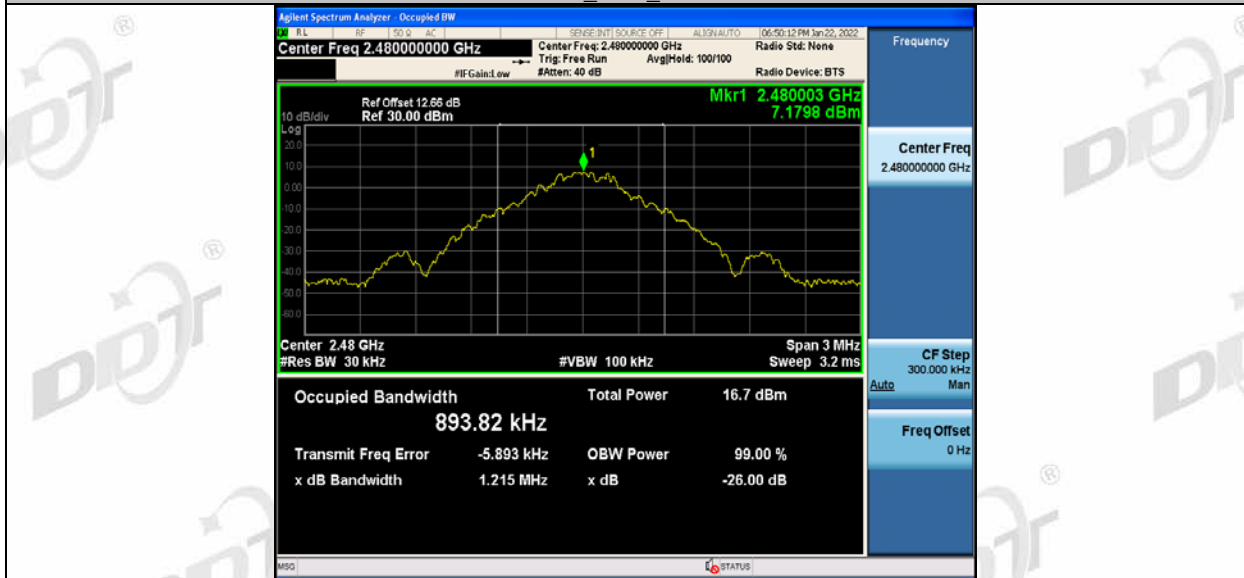 Agilent Spectrum Analyzer - Occupied BW
RL RF 50 Ω AC SENSE:INT SOURCE OFF ALIGNAUTO 06:50:12 PM Jan 22, 2022
Center Freq 2.480000000 GHz
Center Freq: 2.480000000 GHz
Radio Std: None
Trig: Free Run Avg|Hold: 100/100
#IFGain:Low
#Atten: 40 dB
Radio Device: BTS
Frequency
Mkr1 2.480003 GHz
7.1798 dBm
Ref Offset 12.66 dB
10 dB/div Ref 30.00 dBm
Log
20.0
10.0
0.00
-10.0
-20.0
-30.0
-40.0
-50.0
-60.0
1
Center 2.48 GHz Span 3 MHz
#Res BW 30 kHz #VBW 100 kHz Sweep 3.2 ms
Occupied Bandwidth Total Power 16.7 dBm
893.82 kHz
Transmit Freq Error -5.893 kHz OBW Power 99.00 %
x dB Bandwidth 1.215 MHz x dB -26.00 dB
Center Freq
2.480000000 GHz
CF Step
300.000 kHz
Auto Man
Freq Offset
0 Hz
MSG STATUS
DDT
®
DDT
®
DDT
DDT
®